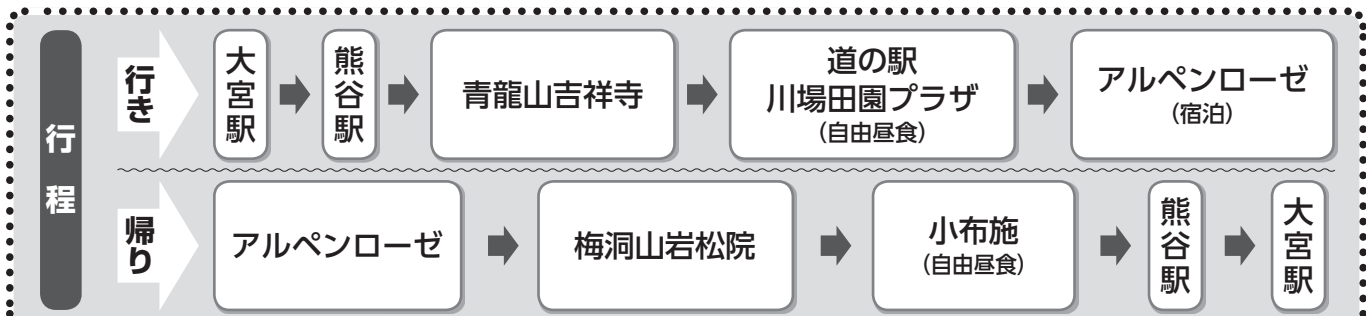 行程
行き
大宮駅
熊谷駅
青龍山吉祥寺
道の駅
川場田園プラザ
(自由昼食)
アルペンローゼ
(宿泊)
帰り
アルペンローゼ
梅洞山岩松院
小布施
(自由昼食)
熊谷駅
大宮駅